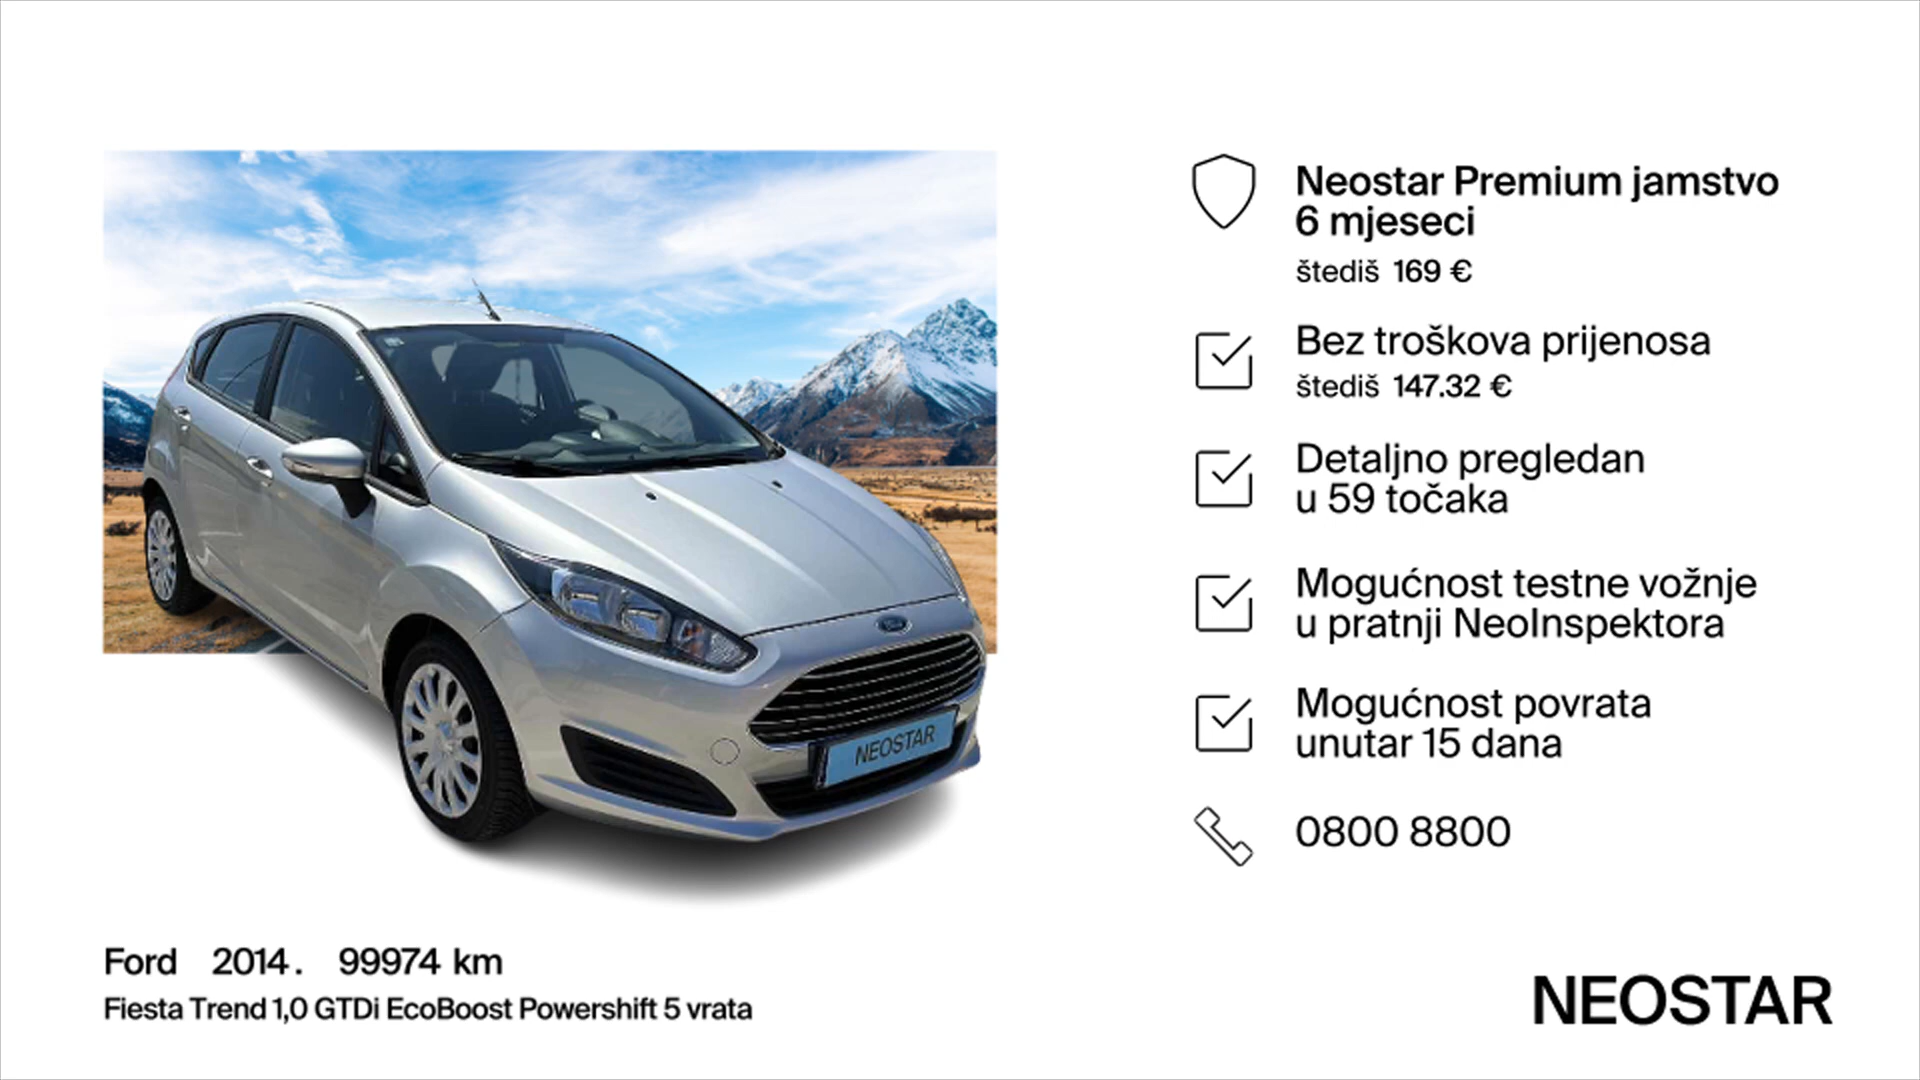 Neostar Premium jamstvo
6 mjeseci
štediš 169 €
Bez troškova prijenosa
štediš 147.32 €
Detaljno pregledan
u 59 točaka
Mogućnost testne vožnje
u pratnji NeoInspektora
Mogućnost povrata
unutar 15 dana
0800 8800
NEOSTAR
Ford 2014. 99974 km
Fiesta Trend 1,0 GTDi EcoBoost Powershift 5 vrata
NEOSTAR